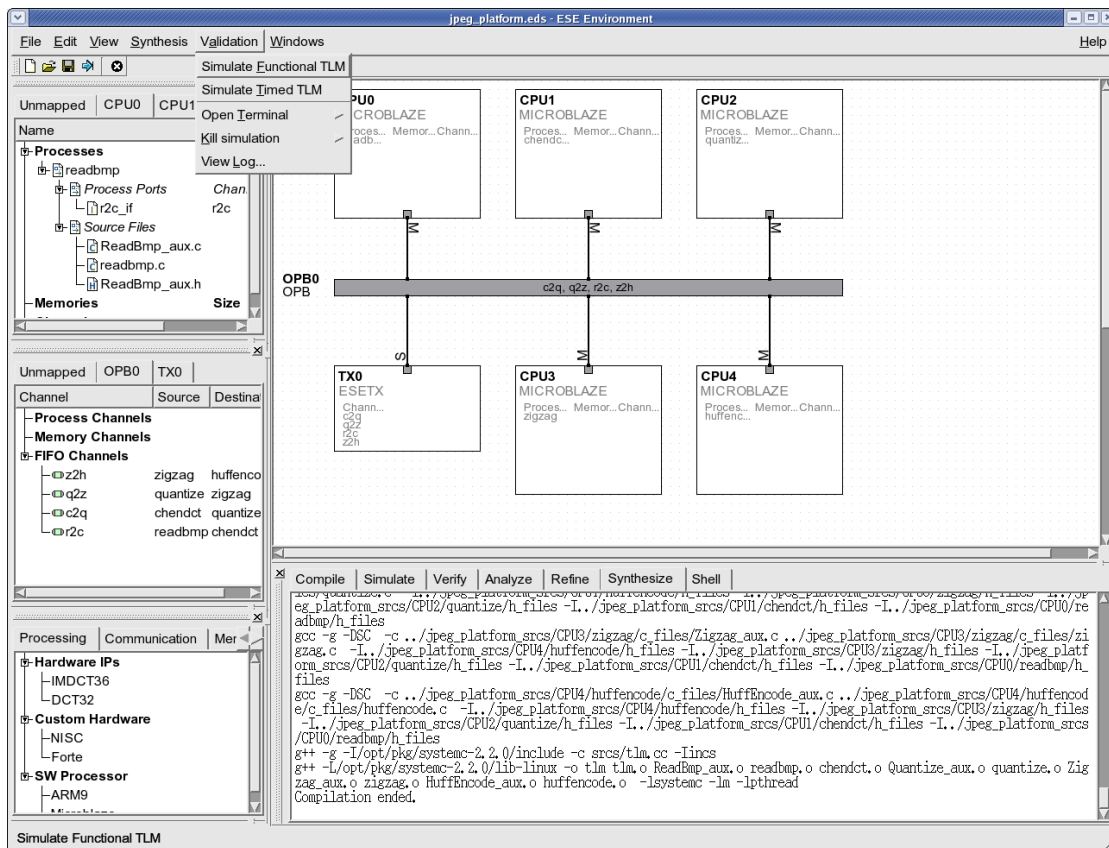 jpeg_platform.eds - ESE Environment
File Edit View Synthesis Validation Windows Help
Simulate Functional TLM
Simulate Timed TLM
Open Terminal
Kill simulation
View Log...
Unmapped CPU0 CPU1
Name
Processes
readbmp
Process Ports Chan
r2c_if r2c
Source Files
ReadBmp_aux.c
readbmp.c
ReadBmp_aux.h
Memories Size
Unmapped OPB0 TX0
Channel Source Destina
Process Channels
Memory Channels
FIFO Channels
z2h zigzag huffenco
q2z quantize zigzag
c2q chendct quantize
r2c readbmp chendct
Processing Communication Mer
Hardware IPs
IMDCT36
DCT32
Custom Hardware
NISC
Forte
SW Processor
ARM9
PU0
CROBLAZE
roces... Memor... Chann...
adb...
CPU1
MICROBLAZE
Proces... Memor... Chann...
chendc...
CPU2
MICROBLAZE
Proces... Memor... Chann...
quantiz...
M M M
OPB0
OPB
c2q, q2z, r2c, z2h
S M M
TX0
ESETX
Chann...
c2q
q2z
r2c
z2h
CPU3
MICROBLAZE
Proces... Memor... Chann...
zigzag
CPU4
MICROBLAZE
Proces... Memor... Chann...
huffenc...
Compile Simulate Verify Analyze Refine Synthesize Shell
eg_platform_srcs/CPU2/quantize/h_files -I../jpeg_platform_srcs/CPU1/chendct/h_files -I../jpeg_platform_srcs/CPU0/re
adbmp/h_files
gcc -g -DSC -c ../jpeg_platform_srcs/CPU3/zigzag/c_files/Zigzag_aux.c ../jpeg_platform_srcs/CPU3/zigzag/c_files/zi
gzag.c -I../jpeg_platform_srcs/CPU4/huffencode/h_files -I../jpeg_platform_srcs/CPU3/zigzag/h_files -I../jpeg_platf
orm_srcs/CPU2/quantize/h_files -I../jpeg_platform_srcs/CPU1/chendct/h_files -I../jpeg_platform_srcs/CPU0/readbmp/h_
files
gcc -g -DSC -c ../jpeg_platform_srcs/CPU4/huffencode/c_files/HuffEncode_aux.c ../jpeg_platform_srcs/CPU4/huffencod
e/c_files/huffencode.c -I../jpeg_platform_srcs/CPU4/huffencode/h_files -I../jpeg_platform_srcs/CPU3/zigzag/h_files
-I../jpeg_platform_srcs/CPU2/quantize/h_files -I../jpeg_platform_srcs/CPU1/chendct/h_files -I../jpeg_platform_srcs
/CPU0/readbmp/h_files
g++ -g -I/opt/pkg/systemc-2.2.0/include -c srcs/tlm.cc -Iincs
g++ -L/opt/pkg/systemc-2.2.0/lib-linux -o tlm tlm.o ReadBmp_aux.o readbmp.o chendct.o Quantize_aux.o quantize.o Zig
zag_aux.o zigzag.o HuffEncode_aux.o huffencode.o -lsystemc -lm -lpthread
Compilation ended.
Simulate Functional TLM